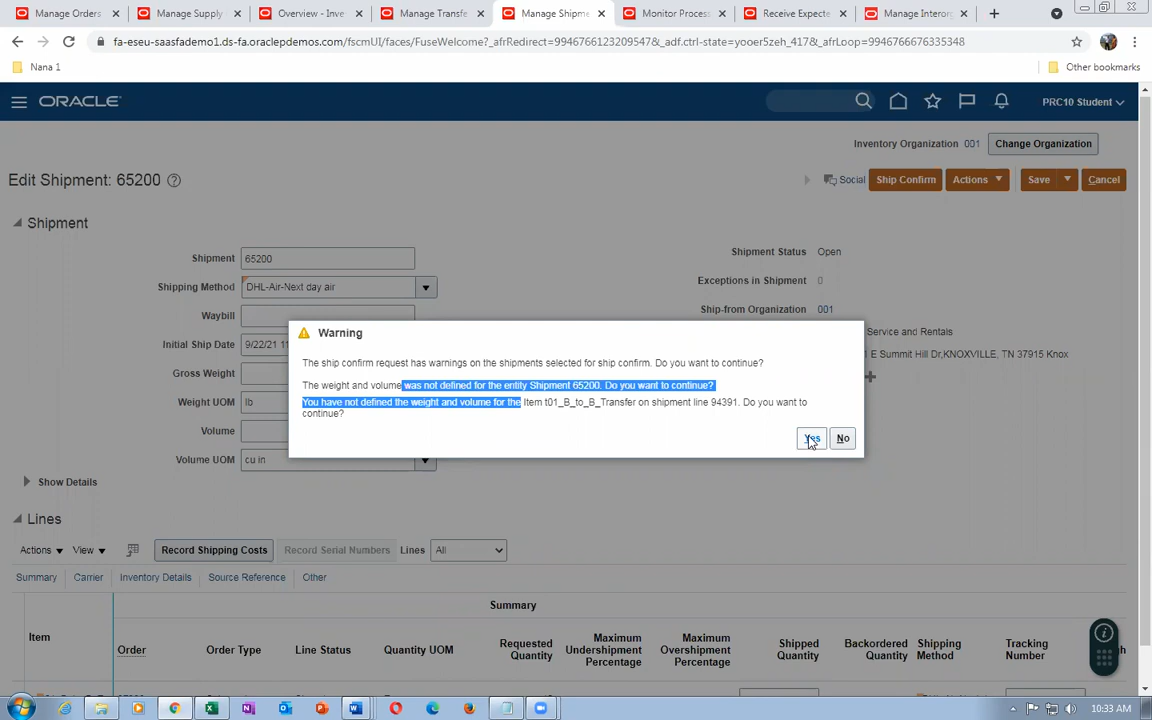 Manage Orders
Manage Supply
Overview - Inve
Manage Transfe
Manage Shipme
Monitor Process
Receive Expecte
Manage Interorg
fa-eseu-saasfademo1.ds-fa.oraclepdemos.com/fscmUI/faces/FuseWelcome?_afrRedirect=9946766123209547&_adf.ctrl-state=yooer5zeh_417&_afrLoop=9946766676335348
Nana 1
Other bookmarks
ORACLE
PRC10 Student
Inventory Organization 001 Change Organization
Edit Shipment: 65200
Social
Ship Confirm
Actions
Save
Cancel
Shipment
Shipment 65200
Shipment Status Open
Shipping Method DHL-Air-Next day air
Exceptions in Shipment 0
Waybill
Ship-from Organization 001
Initial Ship Date 9/22/21 11
Service and Rentals
1 E Summit Hill Dr,KNOXVILLE, TN 37915 Knox
Gross Weight
Weight UOM lb
Volume
Volume UOM cu in
Warning
The ship confirm request has warnings on the shipments selected for ship confirm. Do you want to continue?
The weight and volume was not defined for the entity Shipment 65200. Do you want to continue?
You have not defined the weight and volume for the Item t01_B_to_B_Transfer on shipment line 94391. Do you want to
continue?
Yes
No
Show Details
Lines
Actions
View
Record Shipping Costs
Record Serial Numbers
Lines All
Summary
Carrier
Inventory Details
Source Reference
Other
Summary
Item
Order
Order Type
Line Status
Quantity UOM
Requested
Quantity
Maximum
Undershipment
Percentage
Maximum
Overshipment
Percentage
Shipped
Quantity
Backordered
Quantity
Shipping
Method
Tracking
Number
10:33 AM